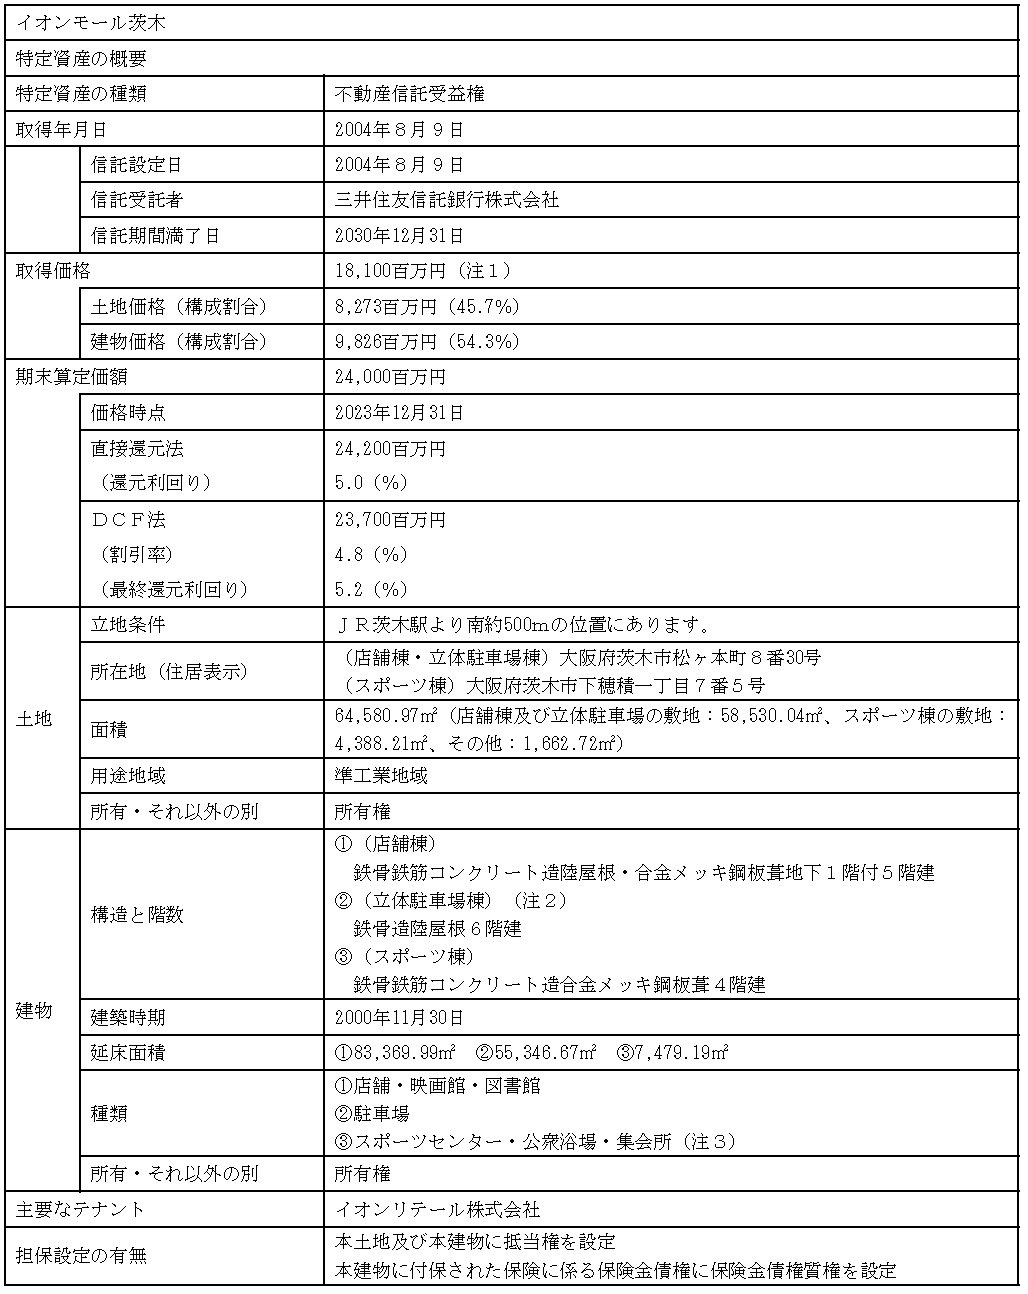 イオンモール茨木
特定資産の概要
特定資産の種類 不動産信託受益権
取得年月日 2004年８月９日
信託設定日 2004年８月９日
信託受託者 三井住友信託銀行株式会社
信託期間満了日 2030年12月31日
取得価格 18,100百万円（注１）
土地価格（構成割合） 8,273百万円（45.7%）
建物価格（構成割合） 9,826百万円（54.3%）
期末算定価額 24,000百万円
価格時点 2023年12月31日
直接還元法 24,200百万円
（還元利回り） 5.0（%）
ＤＣＦ法 23,700百万円
（割引率） 4.8（%）
（最終還元利回り） 5.2（%）
土地
立地条件 ＪＲ茨木駅より南約500ｍの位置にあります。
所在地（住居表示） （店舗棟・立体駐車場棟）大阪府茨木市松ヶ本町８番30号
（スポーツ棟）大阪府茨木市下穂積一丁目７番５号
面積 64,580.97㎡（店舗棟及び立体駐車場の敷地：58,530.04㎡、スポーツ棟の敷地：
4,388.21㎡、その他：1,662.72㎡）
用途地域 準工業地域
所有・それ以外の別 所有権
建物
構造と階数 ①（店舗棟）
鉄骨鉄筋コンクリート造陸屋根・合金メッキ鋼板葺地下１階付５階建
②（立体駐車場棟）（注２）
鉄骨造陸屋根６階建
③（スポーツ棟）
鉄骨鉄筋コンクリート造合金メッキ鋼板葺４階建
建築時期 2000年11月30日
延床面積 ①83,369.99㎡　②55,346.67㎡　③7,479.19㎡
種類 ①店舗・映画館・図書館
②駐車場
③スポーツセンター・公衆浴場・集会所（注３）
所有・それ以外の別 所有権
主要なテナント イオンリテール株式会社
担保設定の有無 本土地及び本建物に抵当権を設定
本建物に付保された保険に係る保険金債権に保険金債権質権を設定